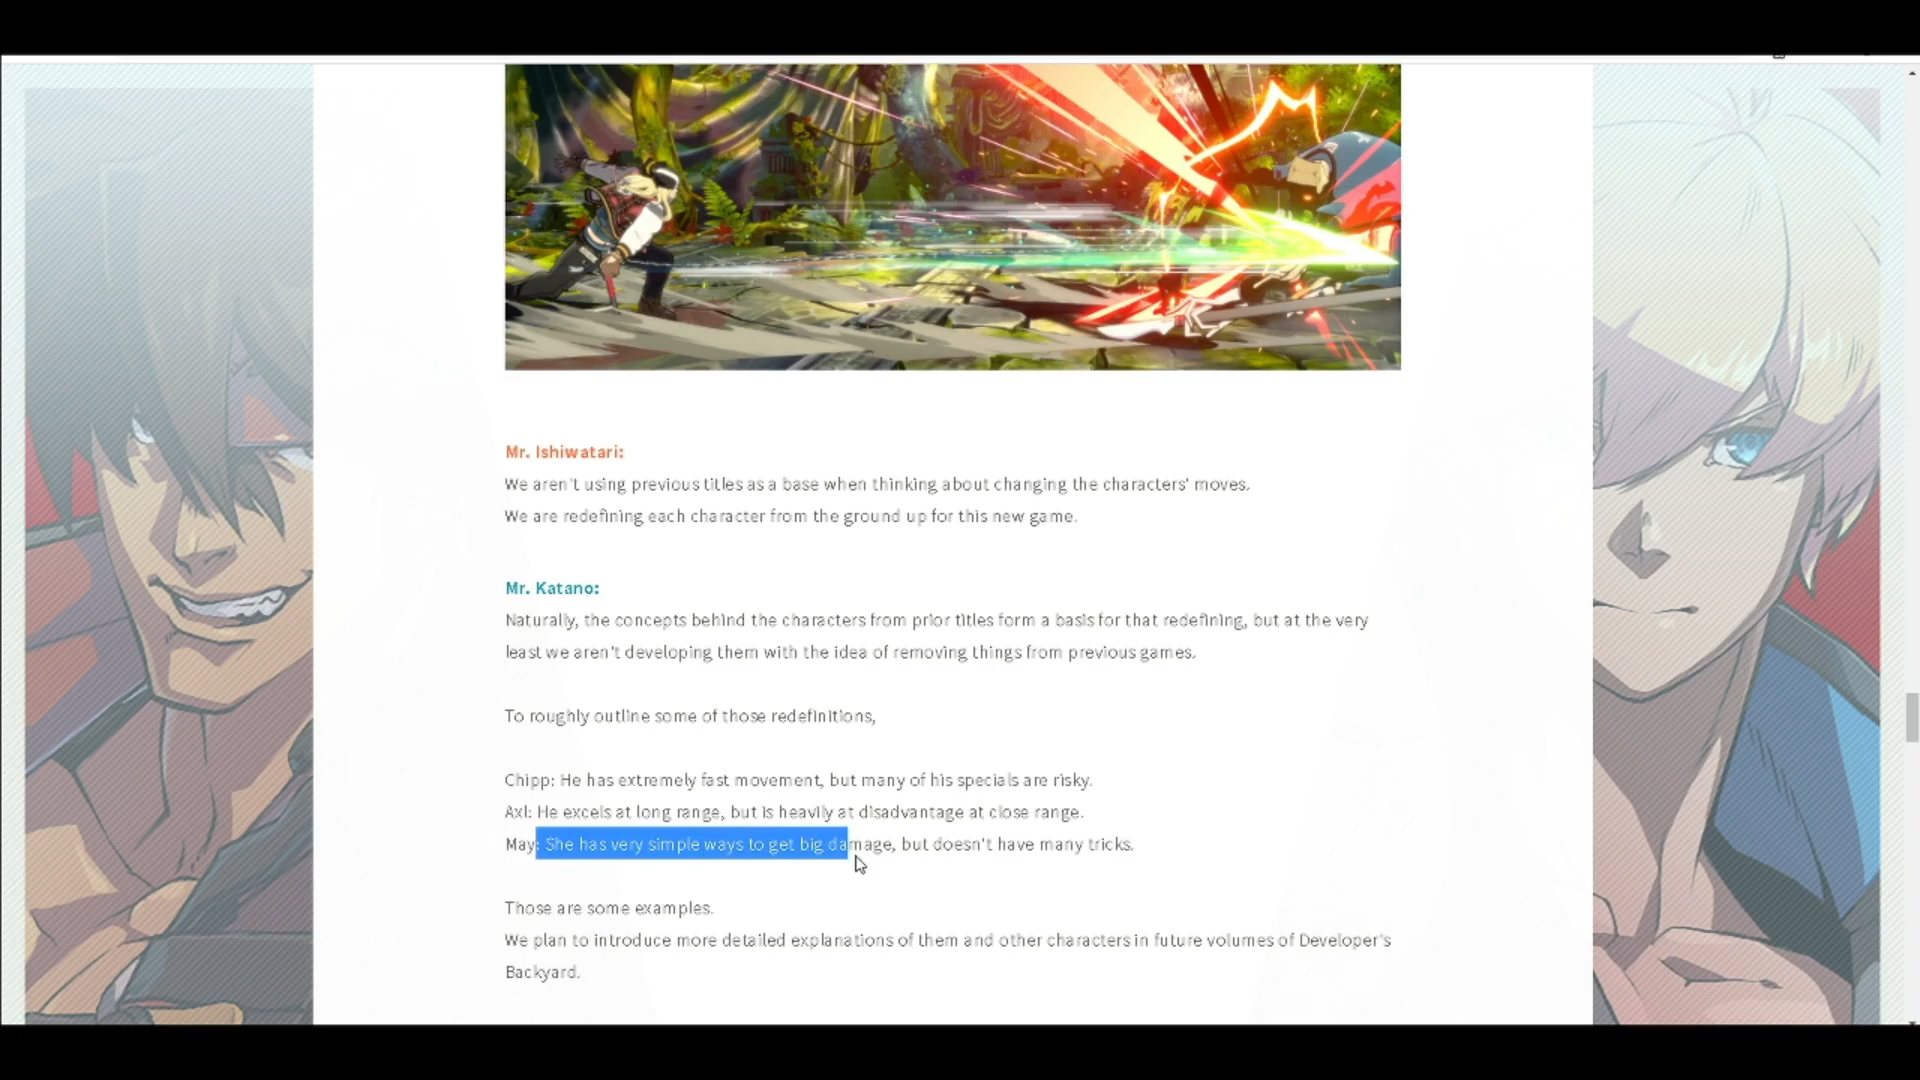 Mr. Ishiwatari:
We aren't using previous titles as a base when thinking about changing the characters' moves.
We are redefining each character from the ground up for this new game.
Mr. Katano:
Naturally, the concepts behind the characters from prior titles form a basis for that redefining, but at the very
least we aren't developing them with the idea of removing things from previous games.
To roughly outline some of those redefinitions,
Chipp: He has extremely fast movement, but many of his specials are risky.
Axl: He excels at long range, but is heavily at disadvantage at close range.
May: She has very simple ways to get big damage, but doesn't have many tricks.
Those are some examples.
We plan to introduce more detailed explanations of them and other characters in future volumes of Developer's
Backyard.